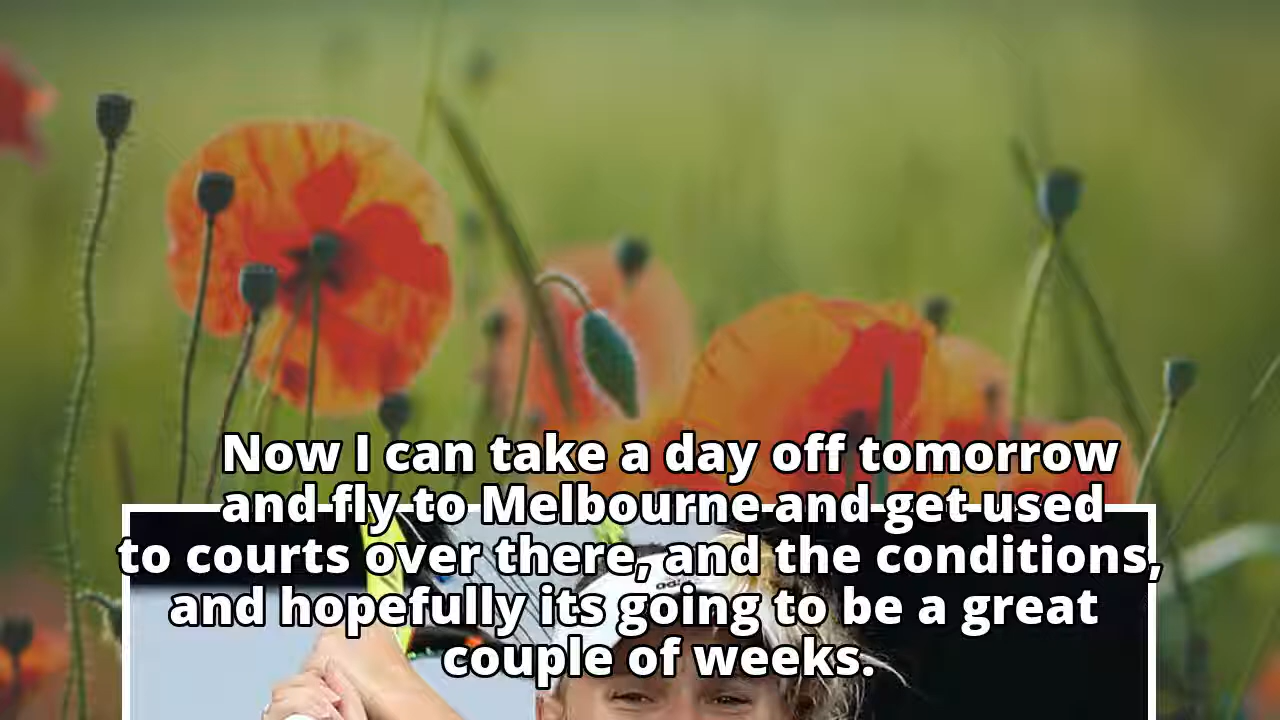 Now I can take a day off tomorrow
and fly to Melbourne and get used
to courts over there, and the conditions,
and hopefully its going to be a great
couple of weeks.